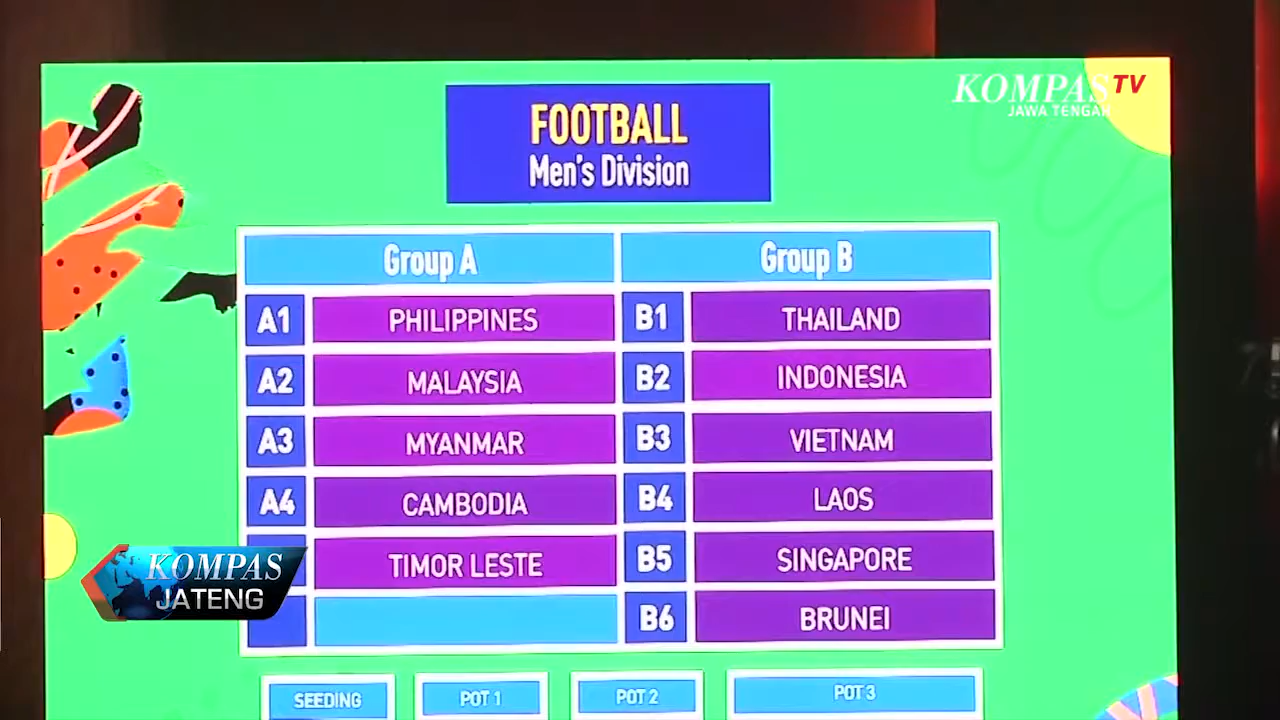 KOMPAS TV
JAWA TENGAH
FOOTBALL
Men's Division
Group A Group B
A1 PHILIPPINES B1 THAILAND
A2 MALAYSIA B2 INDONESIA
A3 MYANMAR B3 VIETNAM
A4 CAMBODIA B4 LAOS
TIMOR LESTE B5 SINGAPORE
B6 BRUNEI
KOMPAS
JATENG
SEEDING POT 1 POT 2 POT 3